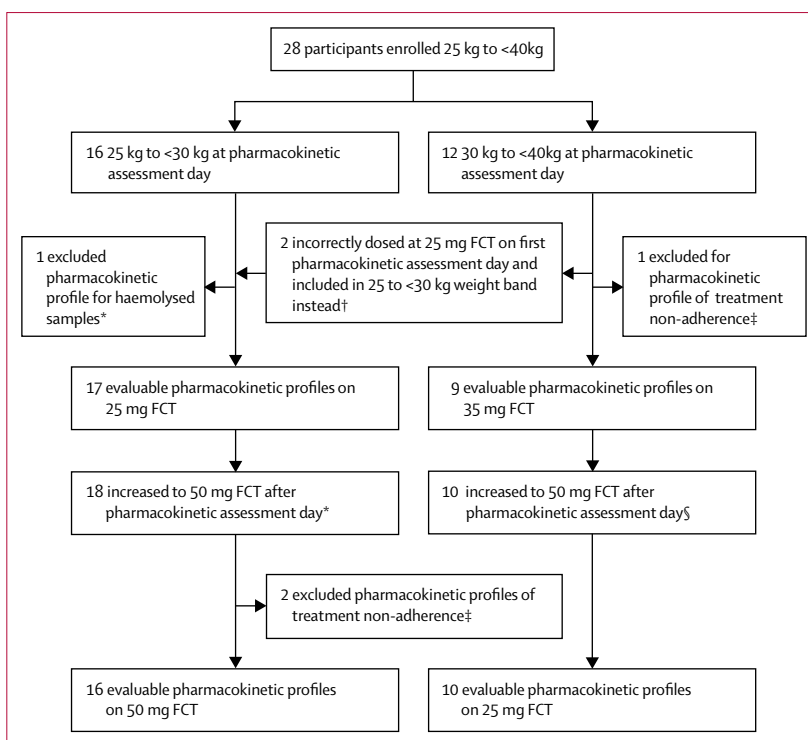 28 participants enrolled 25 kg to <40kg
16 25 kg to <30 kg at pharmacokinetic
assessment day
12 30 kg to <40kg at pharmacokinetic
assessment day
1 excluded
pharmacokinetic
profile for haemolysed
samples*
2 incorrectly dosed at 25 mg FCT on first
pharmacokinetic assessment day and
included in 25 to <30 kg weight band
instead†
1 excluded for
pharmacokinetic
profile of treatment
non-adherence‡
17 evaluable pharmacokinetic profiles on
25 mg FCT
9 evaluable pharmacokinetic profiles on
35 mg FCT
18 increased to 50 mg FCT after
pharmacokinetic assessment day*
10 increased to 50 mg FCT after
pharmacokinetic assessment day§
2 excluded pharmacokinetic profiles of
treatment non-adherence‡
16 evaluable pharmacokinetic profiles
on 50 mg FCT
10 evaluable pharmacokinetic profiles
on 25 mg FCT